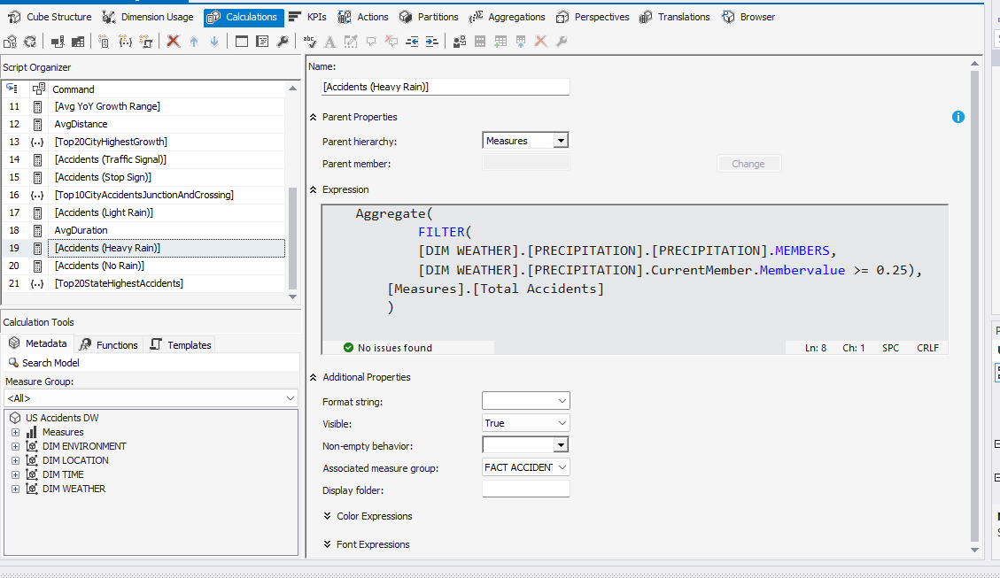 Cube Structure Dimension Usage Calculations KPIs Actions Partitions Aggregations Perspectives Translations Browser
Script Organizer
Command
11 [Avg YoY Growth Range]
12 AvgDistance
13 [Top20CityHighestGrowth]
14 [Accidents (Traffic Signal)]
15 [Accidents (Stop Sign)]
16 [Top10CityAccidentsJunctionAndCrossing]
17 [Accidents (Light Rain)]
18 AvgDuration
19 [Accidents (Heavy Rain)]
20 [Accidents (No Rain)]
21 [Top20StateHighestAccidents]
Calculation Tools
Metadata Functions Templates
Search Model
Measure Group:
<All>
US Accidents DW
Measures
DIM ENVIRONMENT
DIM LOCATION
DIM TIME
DIM WEATHER
Name:
[Accidents (Heavy Rain)]
Parent Properties
Parent hierarchy: Measures
Parent member: Change
Expression
Aggregate(
FILTER(
[DIM WEATHER].[PRECIPITATION].[PRECIPITATION].MEMBERS,
[DIM WEATHER].[PRECIPITATION].CurrentMember.Membervalue >= 0.25),
[Measures].[Total Accidents]
)
No issues found Ln: 8 Ch: 1 SPC CRLF
Additional Properties
Format string:
Visible: True
Non-empty behavior:
Associated measure group: FACT ACCIDENT
Display folder:
Color Expressions
Font Expressions